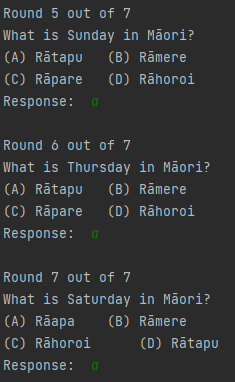 Round 5 out of 7
What is Sunday in Māori?
(A) Rātapu   (B) Rāmere
(C) Rāpare   (D) Rāhoroi
Response:  a
Round 6 out of 7
What is Thursday in Māori?
(A) Rātapu   (B) Rāmere
(C) Rāpare   (D) Rāhoroi
Response:  a
Round 7 out of 7
What is Saturday in Māori?
(A) Rāapa    (B) Rāmere
(C) Rāhoroi      (D) Rātapu
Response:  a